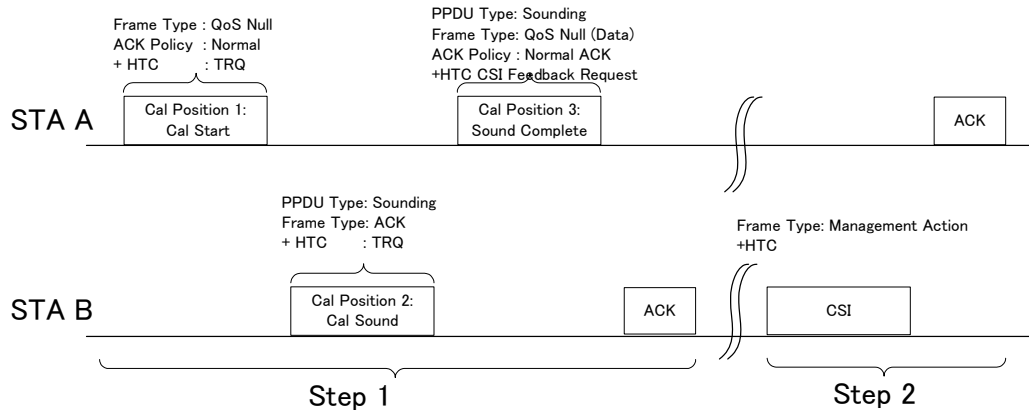 Frame Type : QoS Null
ACK Policy : Normal
+ HTC : TRQ
PPDU Type: Sounding
Frame Type: QoS Null (Data)
ACK Policy : Normal ACK
+HTC CSI Feedback Request
STA A
Cal Position 1:
Cal Start
Cal Position 3:
Sound Complete
ACK
PPDU Type: Sounding
Frame Type: ACK
+ HTC : TRQ
Frame Type: Management Action
+HTC
STA B
Cal Position 2:
Cal Sound
ACK
CSI
Step 1
Step 2